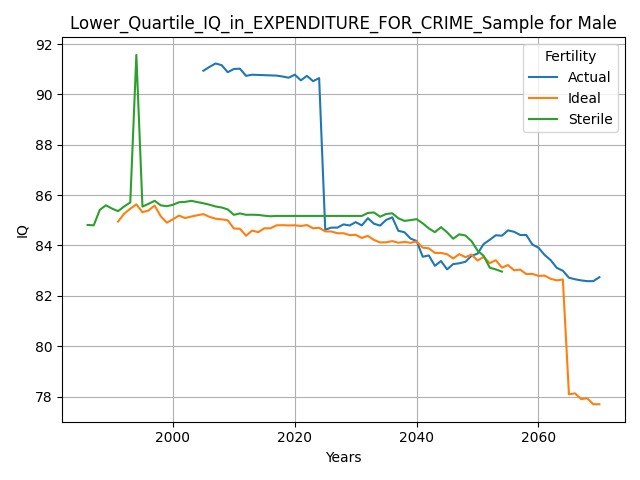 Lower_Quartile_IQ_in_EXPENDITURE_FOR_CRIME_Sample for Male
Fertility
Actual
Ideal
Sterile
IQ
92
90
88
86
84
82
80
78
2000 2020 2040 2060
Years